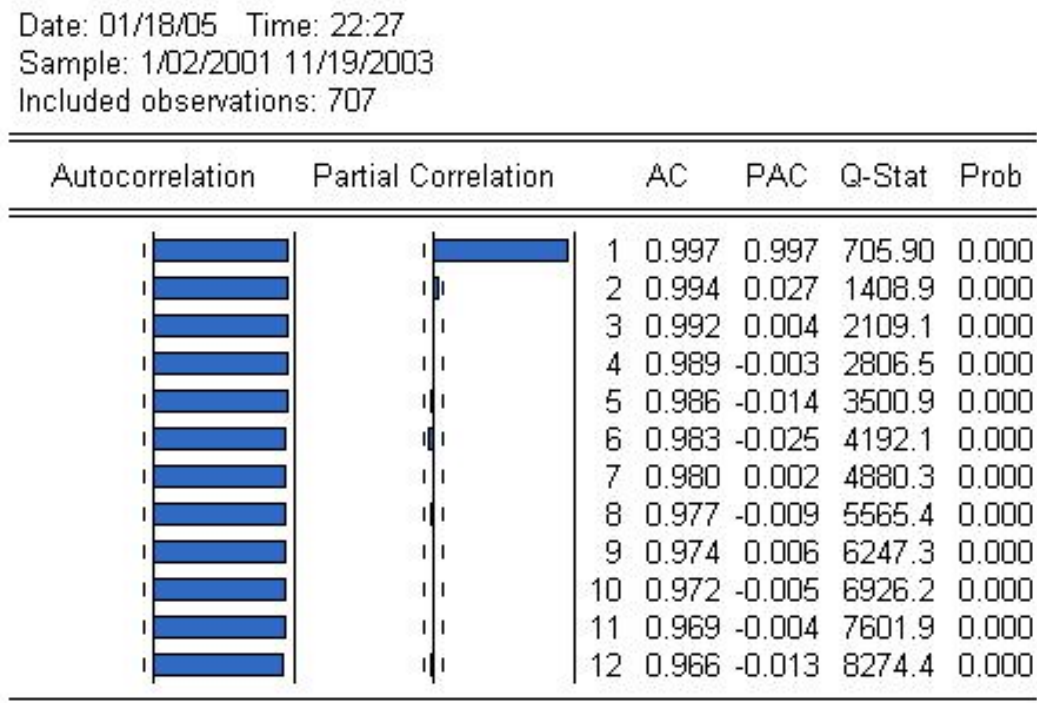 Date: 01/18/05 Time: 22:27
Sample: 1/02/2001 11/19/2003
Included observations: 707
Autocorrelation Partial Correlation AC PAC Q-Stat Prob
1 0.997 0.997 705.90 0.000
2 0.994 0.027 1408.9 0.000
3 0.992 0.004 2109.1 0.000
4 0.989 -0.003 2806.5 0.000
5 0.986 -0.014 3500.9 0.000
6 0.983 -0.025 4192.1 0.000
7 0.980 0.002 4880.3 0.000
8 0.977 -0.009 5565.4 0.000
9 0.974 0.006 6247.3 0.000
10 0.972 -0.005 6926.2 0.000
11 0.969 -0.004 7601.9 0.000
12 0.966 -0.013 8274.4 0.000